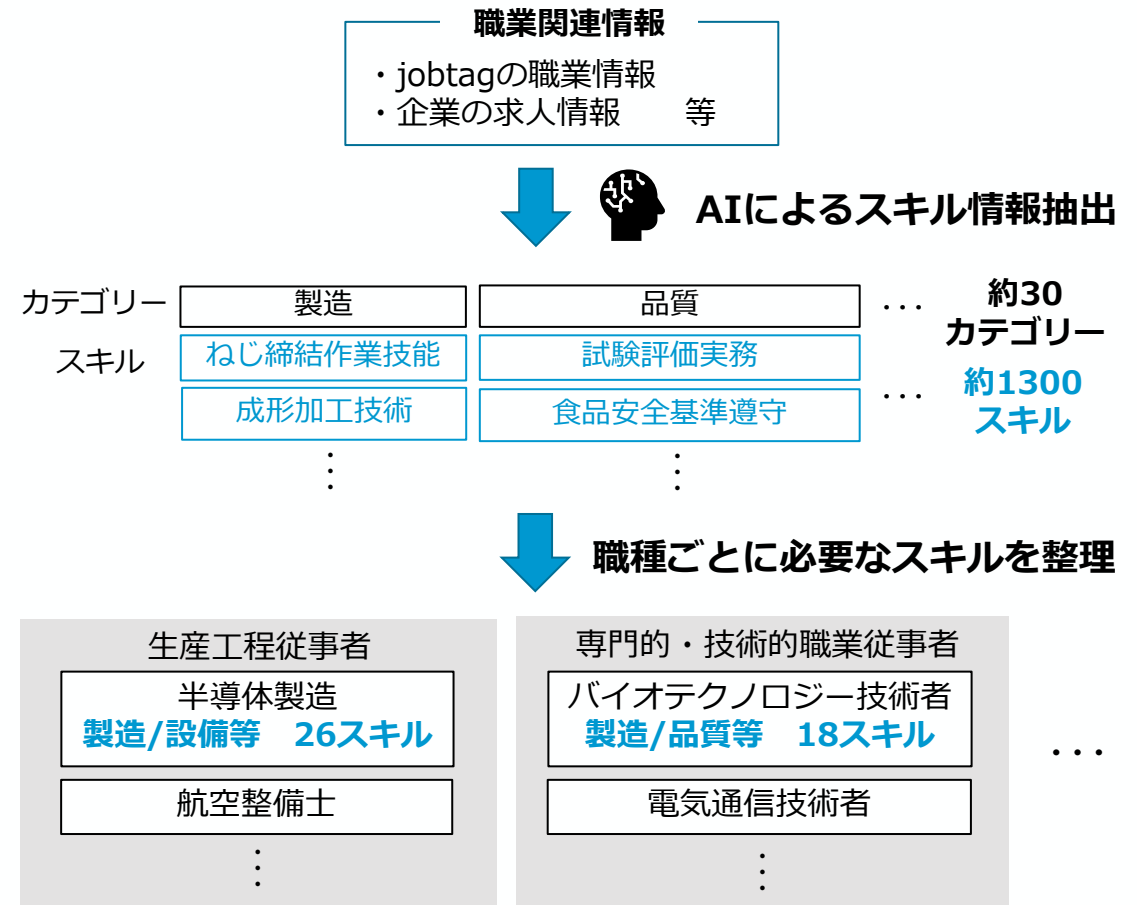 職業関連情報
・jobtagの職業情報
・企業の求人情報　等
AIによるスキル情報抽出
カテゴリー 製造 品質 ... 約30
カテゴリー
スキル ねじ締結作業技能 試験評価実務
成形加工技術 食品安全基準遵守 ... 約1300
スキル
職種ごとに必要なスキルを整理
生産工程従事者
半導体製造
製造/設備等　26スキル
航空整備士
専門的・技術的職業従事者
バイオテクノロジー技術者
製造/品質等　18スキル
電気通信技術者
...